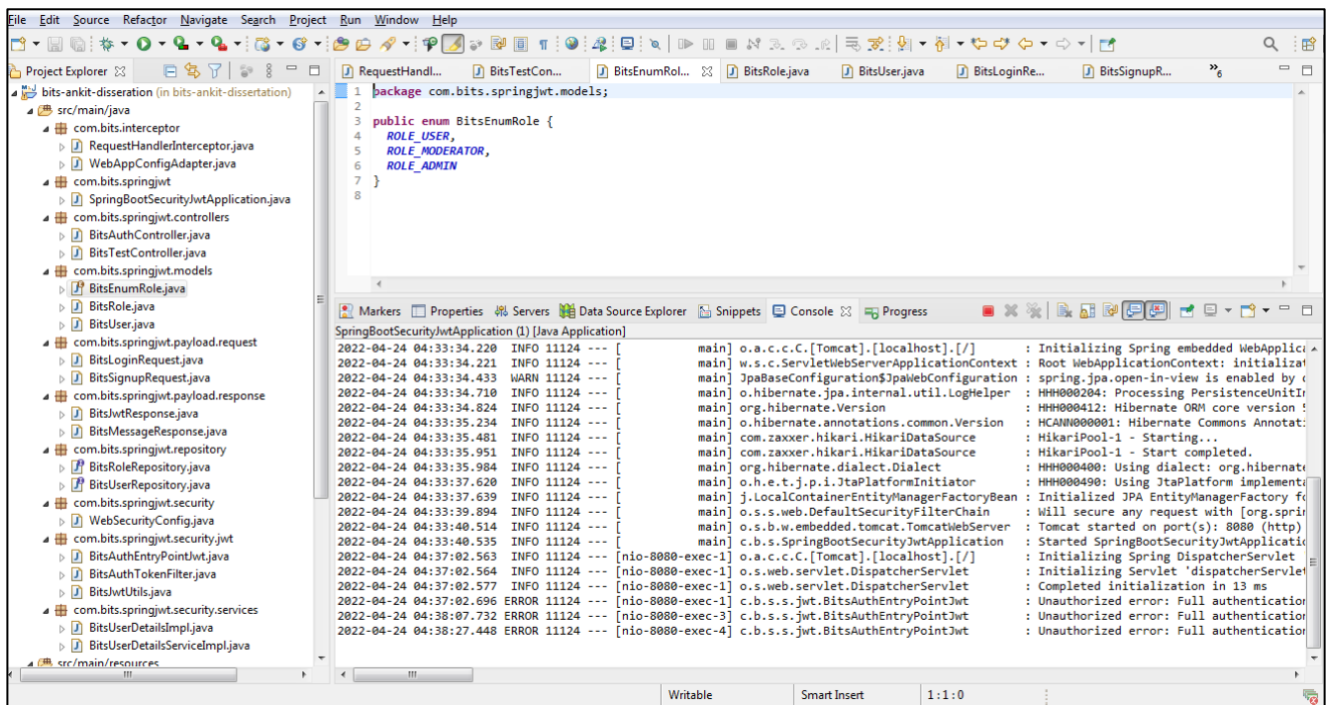 File Edit Source Refactor Navigate Search Project Run Window Help
Project Explorer
bits-ankit-disseration (in bits-ankit-dissertation)
src/main/java
com.bits.interceptor
RequestHandlerInterceptor.java
WebAppConfigAdapter.java
com.bits.springjwt
SpringBootSecurityJwtApplication.java
com.bits.springjwt.controllers
BitsAuthController.java
BitsTestController.java
com.bits.springjwt.models
BitsEnumRole.java
BitsRole.java
BitsUser.java
com.bits.springjwt.payload.request
BitsLoginRequest.java
BitsSignupRequest.java
com.bits.springjwt.payload.response
BitsJwtResponse.java
BitsMessageResponse.java
com.bits.springjwt.repository
BitsRoleRepository.java
BitsUserRepository.java
com.bits.springjwt.security
WebSecurityConfig.java
com.bits.springjwt.security.jwt
BitsAuthEntryPointJwt.java
BitsAuthTokenFilter.java
BitsJwtUtils.java
com.bits.springjwt.security.services
BitsUserDetailsImpl.java
BitsUserDetailsServiceImpl.java
src/main/resources
RequestHandl... BitsTestCon... BitsEnumRol... BitsRole.java BitsUser.java BitsLoginRe... BitsSignupR... »6
1 package com.bits.springjwt.models;
2
3 public enum BitsEnumRole {
4 ROLE_USER,
5 ROLE_MODERATOR,
6 ROLE_ADMIN
7 }
8
Markers Properties Servers Data Source Explorer Snippets Console Progress
SpringBootSecurityJwtApplication (1) [Java Application]
2022-04-24 04:33:34.220 INFO 11124 --- [ main] o.a.c.c.C.[Tomcat].[localhost].[/] : Initializing Spring embedded WebApplica
2022-04-24 04:33:34.221 INFO 11124 --- [ main] w.s.c.ServletWebServerApplicationContext : Root WebApplicationContext: initializat
2022-04-24 04:33:34.433 WARN 11124 --- [ main] JpaBaseConfiguration$JpaWebConfiguration : spring.jpa.open-in-view is enabled by
2022-04-24 04:33:34.710 INFO 11124 --- [ main] o.hibernate.jpa.internal.util.LogHelper : HHH000204: Processing PersistenceUnitI
2022-04-24 04:33:34.824 INFO 11124 --- [ main] org.hibernate.Version : HHH000412: Hibernate ORM core version
2022-04-24 04:33:35.234 INFO 11124 --- [ main] o.hibernate.annotations.common.Version : HCANN000001: Hibernate Commons Annotat
2022-04-24 04:33:35.481 INFO 11124 --- [ main] com.zaxxer.hikari.HikariDataSource : HikariPool-1 - Starting...
2022-04-24 04:33:35.951 INFO 11124 --- [ main] com.zaxxer.hikari.HikariDataSource : HikariPool-1 - Start completed.
2022-04-24 04:33:35.984 INFO 11124 --- [ main] org.hibernate.dialect.Dialect : HHH000400: Using dialect: org.hibernate
2022-04-24 04:33:37.620 INFO 11124 --- [ main] o.h.e.t.j.p.i.JtaPlatformInitiator : HHH000490: Using JtaPlatform implementa
2022-04-24 04:33:37.639 INFO 11124 --- [ main] j.LocalContainerEntityManagerFactoryBean : Initialized JPA EntityManagerFactory fo
2022-04-24 04:33:39.894 INFO 11124 --- [ main] o.s.s.web.DefaultSecurityFilterChain : Will secure any request with [org.sprin
2022-04-24 04:33:40.514 INFO 11124 --- [ main] o.s.b.w.embedded.tomcat.TomcatWebServer : Tomcat started on port(s): 8080 (http)
2022-04-24 04:33:40.535 INFO 11124 --- [ main] c.b.s.SpringBootSecurityJwtApplication : Started SpringBootSecurityJwtApplicatio
2022-04-24 04:37:02.563 INFO 11124 --- [nio-8080-exec-1] o.a.c.c.C.[Tomcat].[localhost].[/] : Initializing Spring DispatcherServlet
2022-04-24 04:37:02.564 INFO 11124 --- [nio-8080-exec-1] o.s.web.servlet.DispatcherServlet : Initializing Servlet 'dispatcherServlet
2022-04-24 04:37:02.577 INFO 11124 --- [nio-8080-exec-1] o.s.web.servlet.DispatcherServlet : Completed initialization in 13 ms
2022-04-24 04:37:02.696 ERROR 11124 --- [nio-8080-exec-1] c.b.s.s.jwt.BitsAuthEntryPointJwt : Unauthorized error: Full authentication
2022-04-24 04:38:07.732 ERROR 11124 --- [nio-8080-exec-3] c.b.s.s.jwt.BitsAuthEntryPointJwt : Unauthorized error: Full authentication
2022-04-24 04:38:27.448 ERROR 11124 --- [nio-8080-exec-4] c.b.s.s.jwt.BitsAuthEntryPointJwt : Unauthorized error: Full authentication
Writable Smart Insert 1:1:0